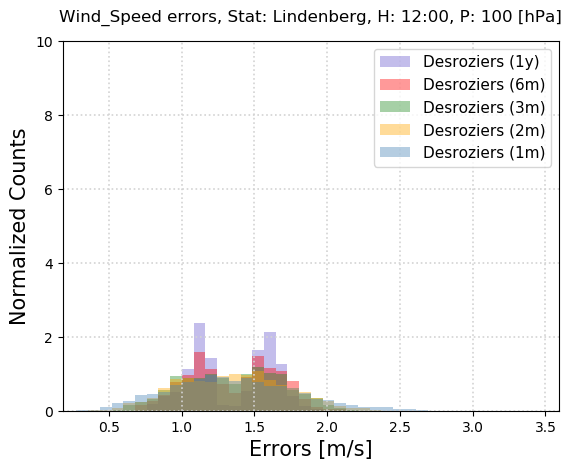 Wind_Speed errors, Stat: Lindenberg, H: 12:00, P: 100 [hPa]
Normalized Counts
10
8
6
4
2
0
Desroziers (1y)
Desroziers (6m)
Desroziers (3m)
Desroziers (2m)
Desroziers (1m)
0.5 1.0 1.5 2.0 2.5 3.0 3.5
Errors [m/s]